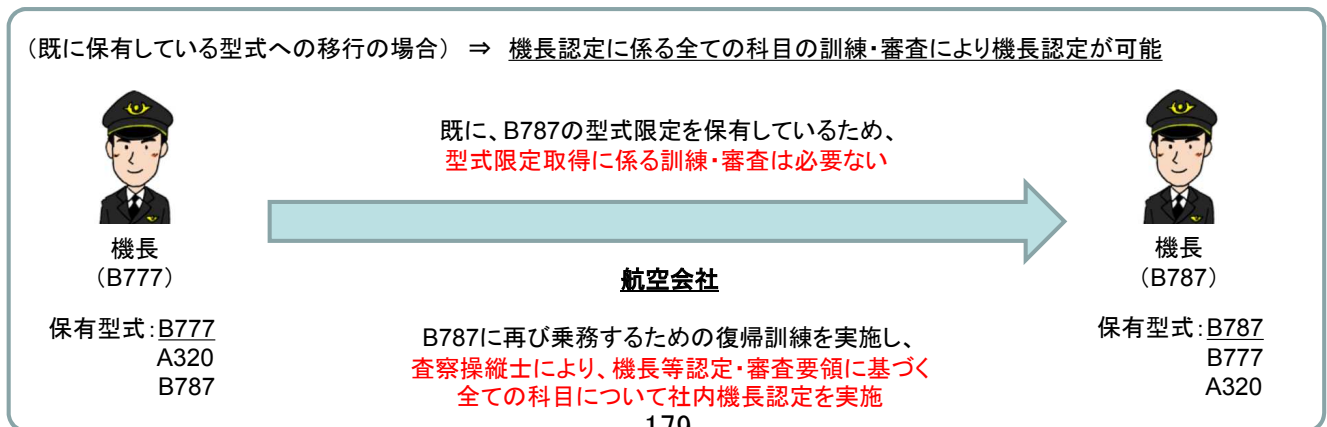 （既に保有している型式への移行の場合） ⇒ 機長認定に係る全ての科目の訓練・審査により機長認定が可能
既に、B787の型式限定を保有しているため、
型式限定取得に係る訓練・審査は必要ない
機長
（B777）
機長
（B787）
航空会社
保有型式：B777
A320
B787
B787に再び乗務するための復帰訓練を実施し、
査察操縦士により、機長等認定・審査要領に基づく
全ての科目について社内機長認定を実施
保有型式：B787
B777
A320